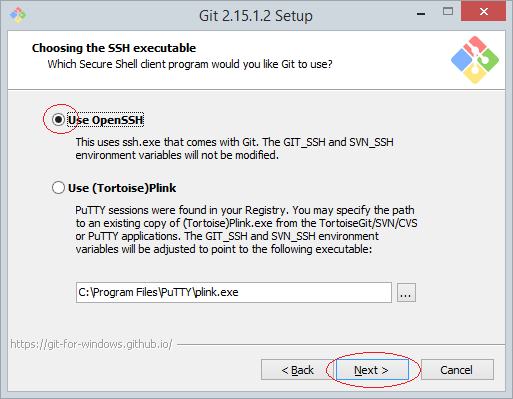 Git 2.15.1.2 Setup
Choosing the SSH executable
Which Secure Shell client program would you like Git to use?
Use OpenSSH
This uses ssh.exe that comes with Git. The GIT_SSH and SVN_SSH
environment variables will not be modified.
Use (Tortoise)Plink
PuTTY sessions were found in your Registry. You may specify the path
to an existing copy of (Tortoise)Plink.exe from the TortoiseGit/SVN/CVS
or PuTTY applications. The GIT_SSH and SVN_SSH environment
variables will be adjusted to point to the following executable:
C:\Program Files\PuTTY\plink.exe
...
https://git-for-windows.github.io/
< Back
Next >
Cancel